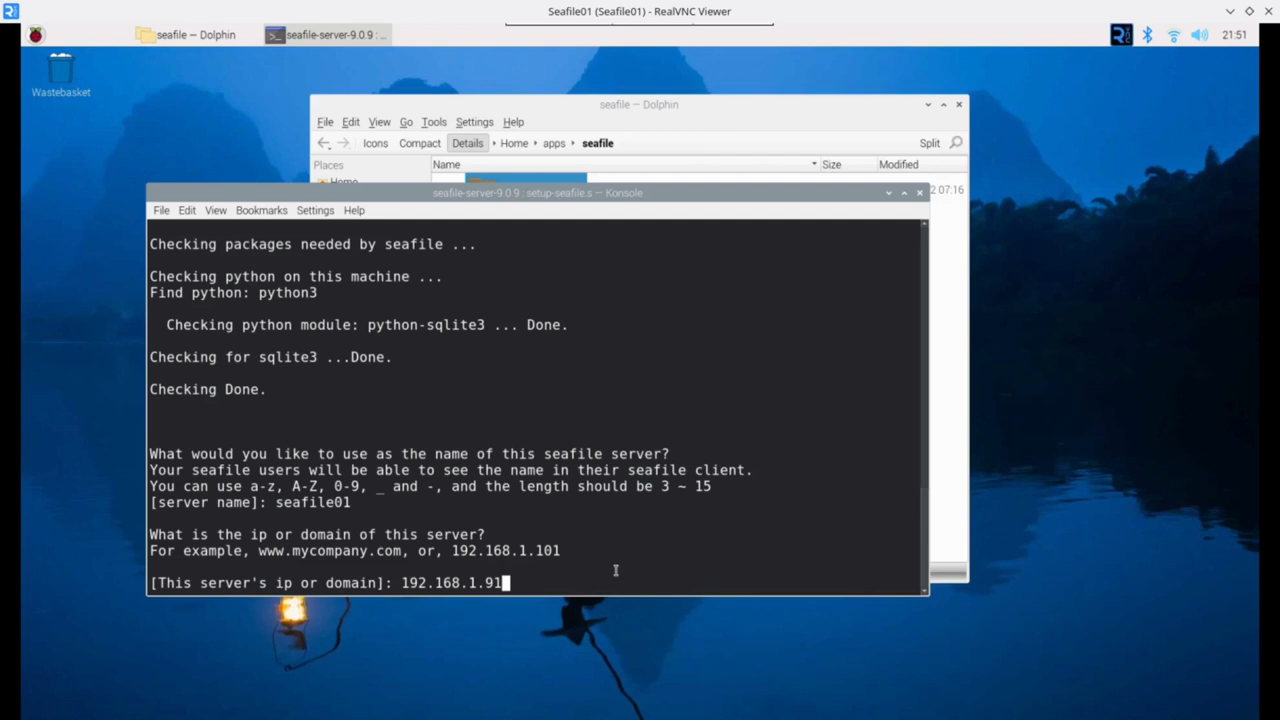 Seafile01 (Seafile01) - RealVNC Viewer
seafile — Dolphin
seafile-server-9.0.9 : ...
21:51
Wastebasket
seafile — Dolphin
File Edit View Go Tools Settings Help
Icons Compact Details Home apps seafile Split
Places Name Size Modified
Home
2 07:16
seafile-server-9.0.9 : setup-seafile.s — Konsole
File Edit View Bookmarks Settings Help
Checking packages needed by seafile ...
Checking python on this machine ...
Find python: python3
Checking python module: python-sqlite3 ... Done.
Checking for sqlite3 ...Done.
Checking Done.
What would you like to use as the name of this seafile server?
Your seafile users will be able to see the name in their seafile client.
You can use a-z, A-Z, 0-9, _ and -, and the length should be 3 ~ 15
[server name]: seafile01
What is the ip or domain of this server?
For example, www.mycompany.com, or, 192.168.1.101
[This server's ip or domain]: 192.168.1.91